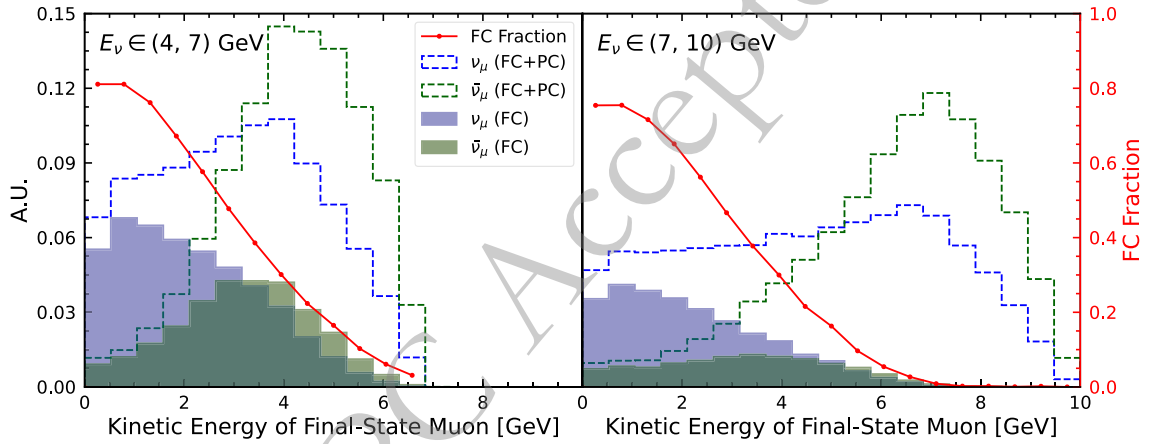 0.15
0.12
0.09
0.06
0.03
0.00
A.U.
E_ν ∈ (4, 7) GeV
FC Fraction
ν_μ (FC+PC)
ν̄_μ (FC+PC)
ν_μ (FC)
ν̄_μ (FC)
0 2 4 6 8
Kinetic Energy of Final-State Muon [GeV]
E_ν ∈ (7, 10) GeV
0 2 4 6 8 10
Kinetic Energy of Final-State Muon [GeV]
1.0
0.8
0.6
0.4
0.2
0.0
FC Fraction
PC Accepte